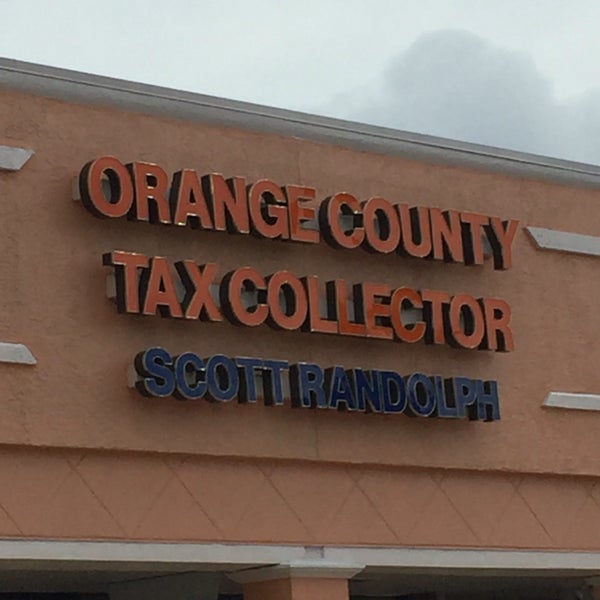 ORANGE COUNTY
TAX COLLECTOR
SCOTT RANDOLPH